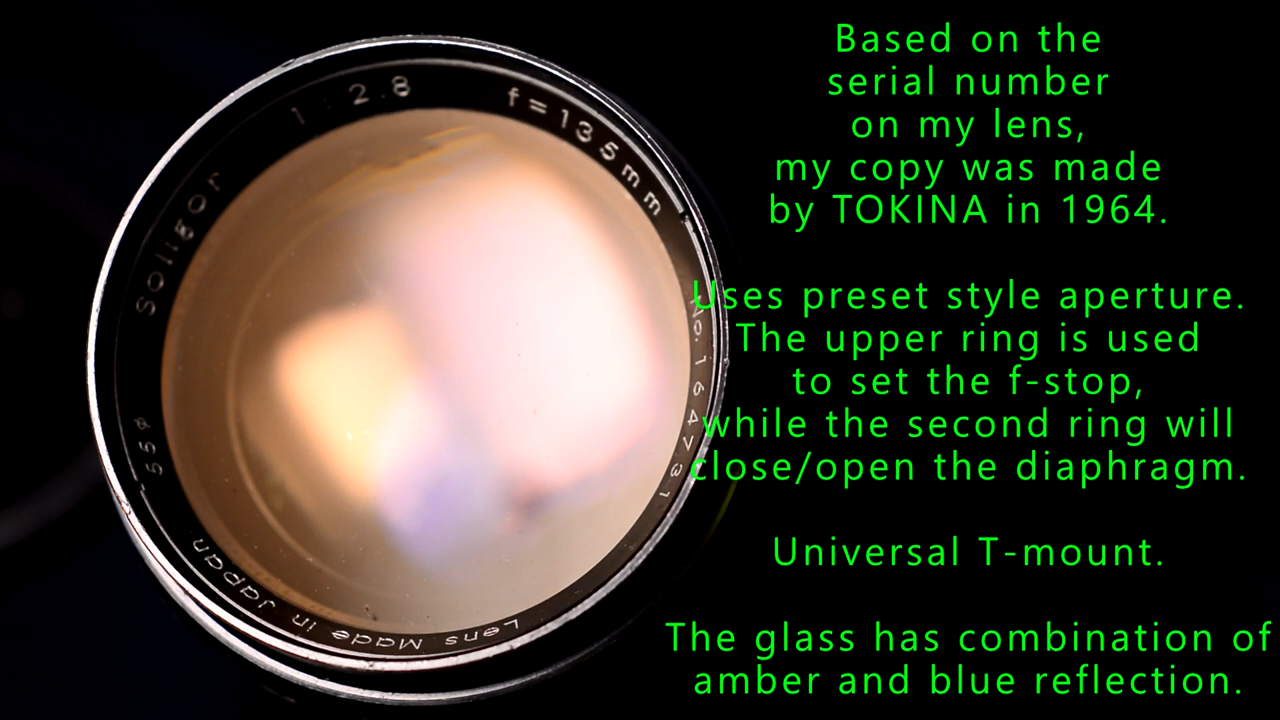 Soligor 1:2.8 f=135mm
No.1647731
Lens Made in Japan
55φ
Based on the
serial number
on my lens,
my copy was made
by TOKINA in 1964.
Uses preset style aperture.
The upper ring is used
to set the f-stop,
while the second ring will
close/open the diaphragm.
Universal T-mount.
The glass has combination of
amber and blue reflection.